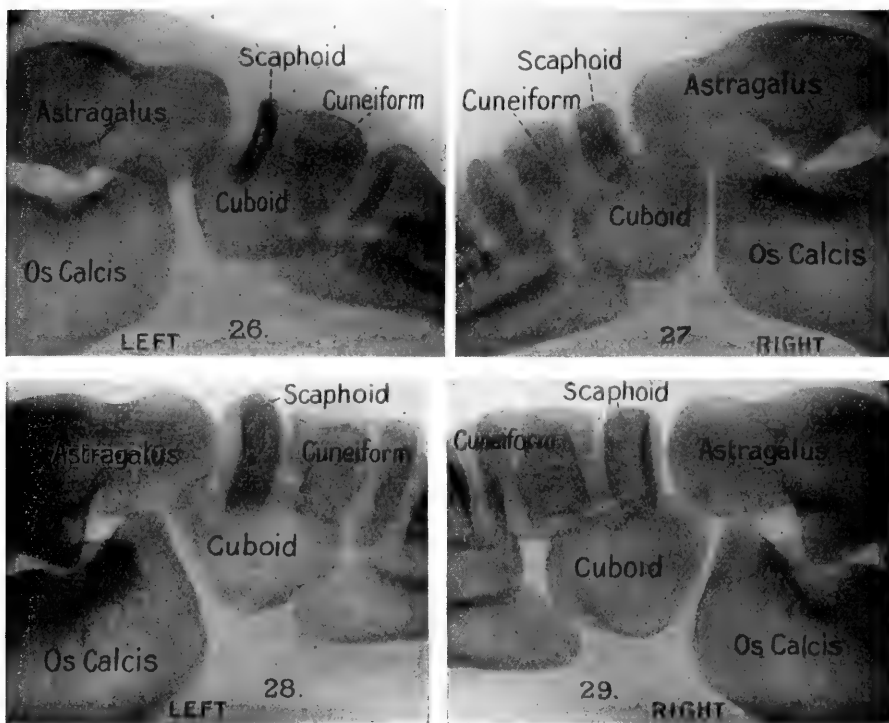 Scaphoid
Astragalus
Cuneiform
Cuboid
Os Calcis
26.
LEFT
Scaphoid
Astragalus
Cuneiform
Cuboid
Os Calcis
27
RIGHT
Scaphoid
Astragalus
Cuneiform
Cuboid
Os Calcis
28.
LEFT
Scaphoid
Cuneiform
Astragalus
Cuboid
Os Calcis
29.
RIGHT